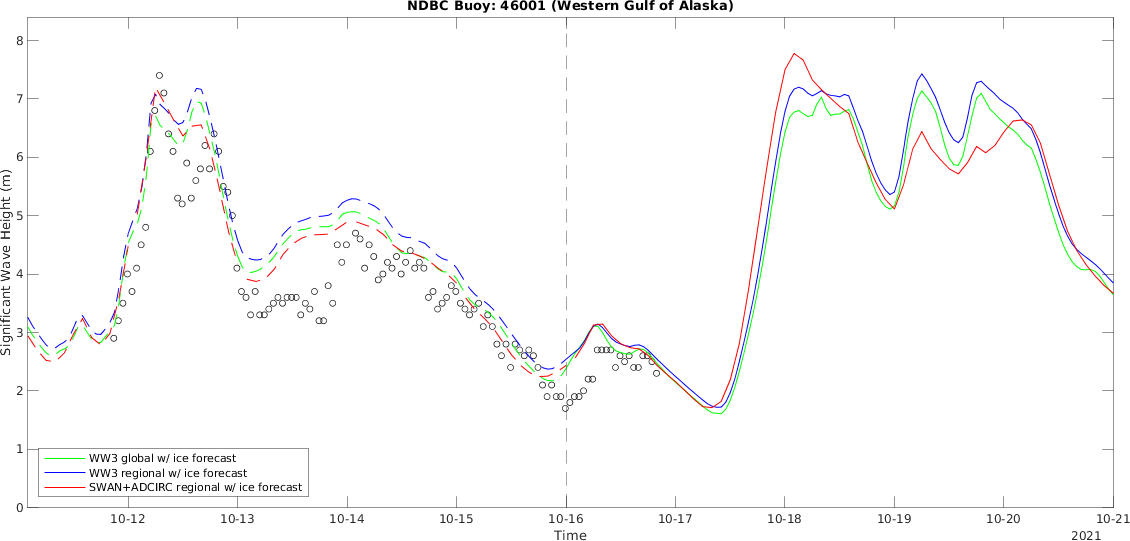 NDBC Buoy: 46001 (Western Gulf of Alaska)
8
7
6
5
4
3
2
1
0
Significant Wave Height (m)
WW3 global w/ ice forecast
WW3 regional w/ ice forecast
SWAN+ADCIRC regional w/ ice forecast
10-12 10-13 10-14 10-15 10-16 10-17 10-18 10-19 10-20 10-21
Time
2021